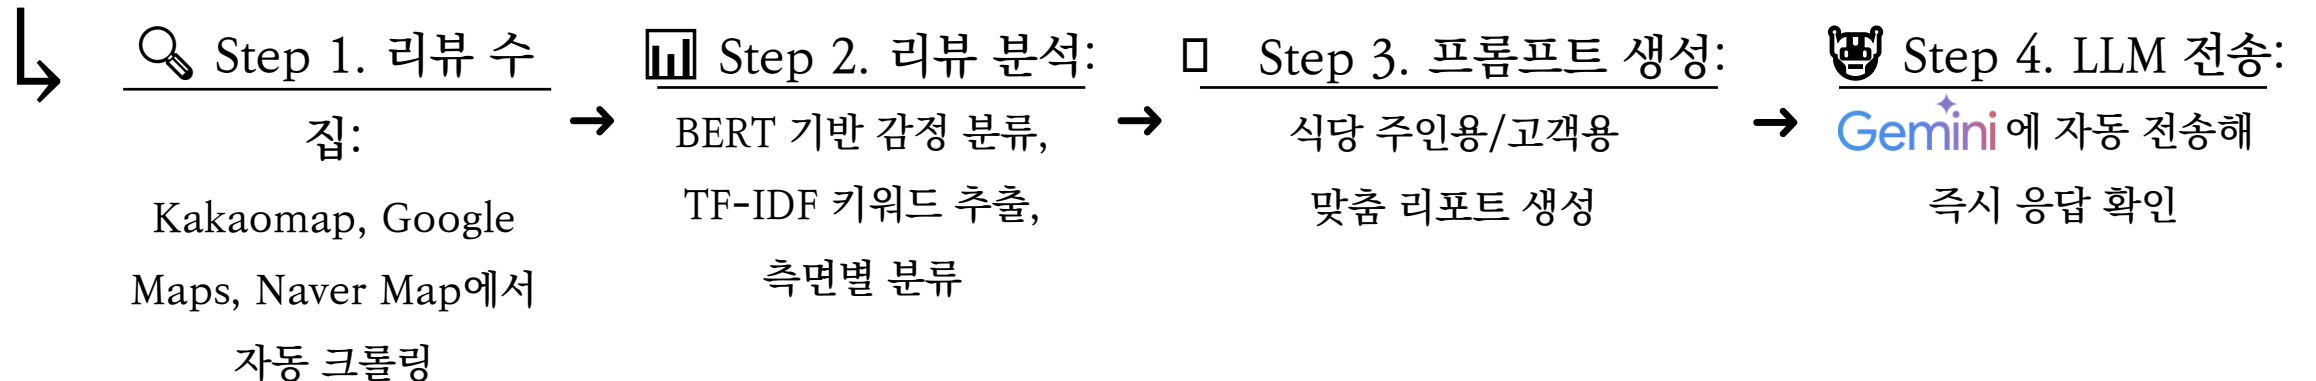 Step 1. 리뷰 수
집:
Kakaomap, Google
Maps, Naver Map에서
자동 크롤링
Step 2. 리뷰 분석:
BERT 기반 감정 분류,
TF-IDF 키워드 추출,
측면별 분류
Step 3. 프롬프트 생성:
식당 주인용/고객용
맞춤 리포트 생성
Step 4. LLM 전송:
Gemini에 자동 전송해
즉시 응답 확인